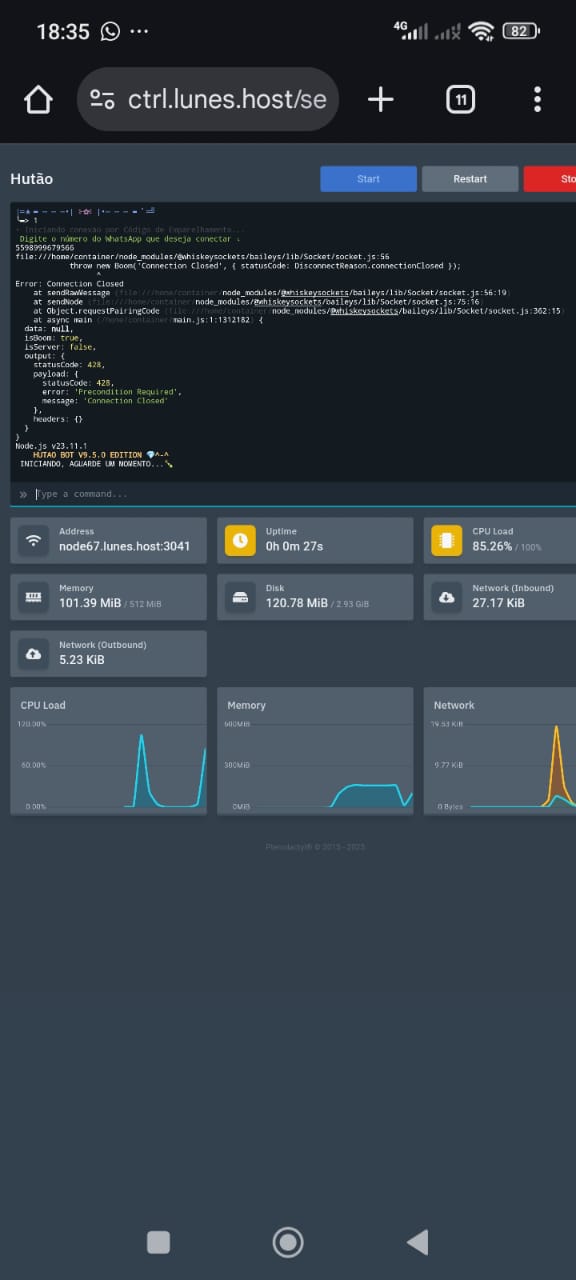 18:35
4G
82
ctrl.lunes.host/se
11
Hutão
Start
Restart
Sto
1
• Iniciando conexão por Código de Emparelhamento...
Digite o número do WhatsApp que deseja conectar ↓
5598999679566
file:///home/container/node_modules/@whiskeysockets/baileys/lib/Socket/socket.js:56
throw new Boom('Connection Closed', { statusCode: DisconnectReason.connectionClosed });
^
Error: Connection Closed
at sendRawMessage (file:///home/container/node_modules/@whiskeysockets/baileys/lib/Socket/socket.js:56:19)
at sendNode (file:///home/container/node_modules/@whiskeysockets/baileys/lib/Socket/socket.js:75:16)
at Object.requestPairingCode (file:///home/container/node_modules/@whiskeysockets/baileys/lib/Socket/socket.js:362:15)
at async main (/home/container/main.js:1:1312182) {
data: null,
isBoom: true,
isServer: false,
output: {
statusCode: 428,
payload: {
statusCode: 428,
error: 'Precondition Required',
message: 'Connection Closed'
},
headers: {}
}
}
Node.js v23.11.1
HUTAO BOT V9.5.0 EDITION 💎^-^
INICIANDO, AGUARDE UM MOMENTO...
» Type a command...
Address
node67.lunes.host:3041
Uptime
0h 0m 27s
CPU Load
85.26% / 100%
Memory
101.39 MiB / 512 MiB
Disk
120.78 MiB / 2.93 GiB
Network (Inbound)
27.17 KiB
Network (Outbound)
5.23 KiB
CPU Load
120.00%
60.00%
0.00%
Memory
600MiB
300MiB
0MiB
Network
19.53 KiB
9.77 KiB
0 Bytes
Pterodactyl® © 2015 - 2025